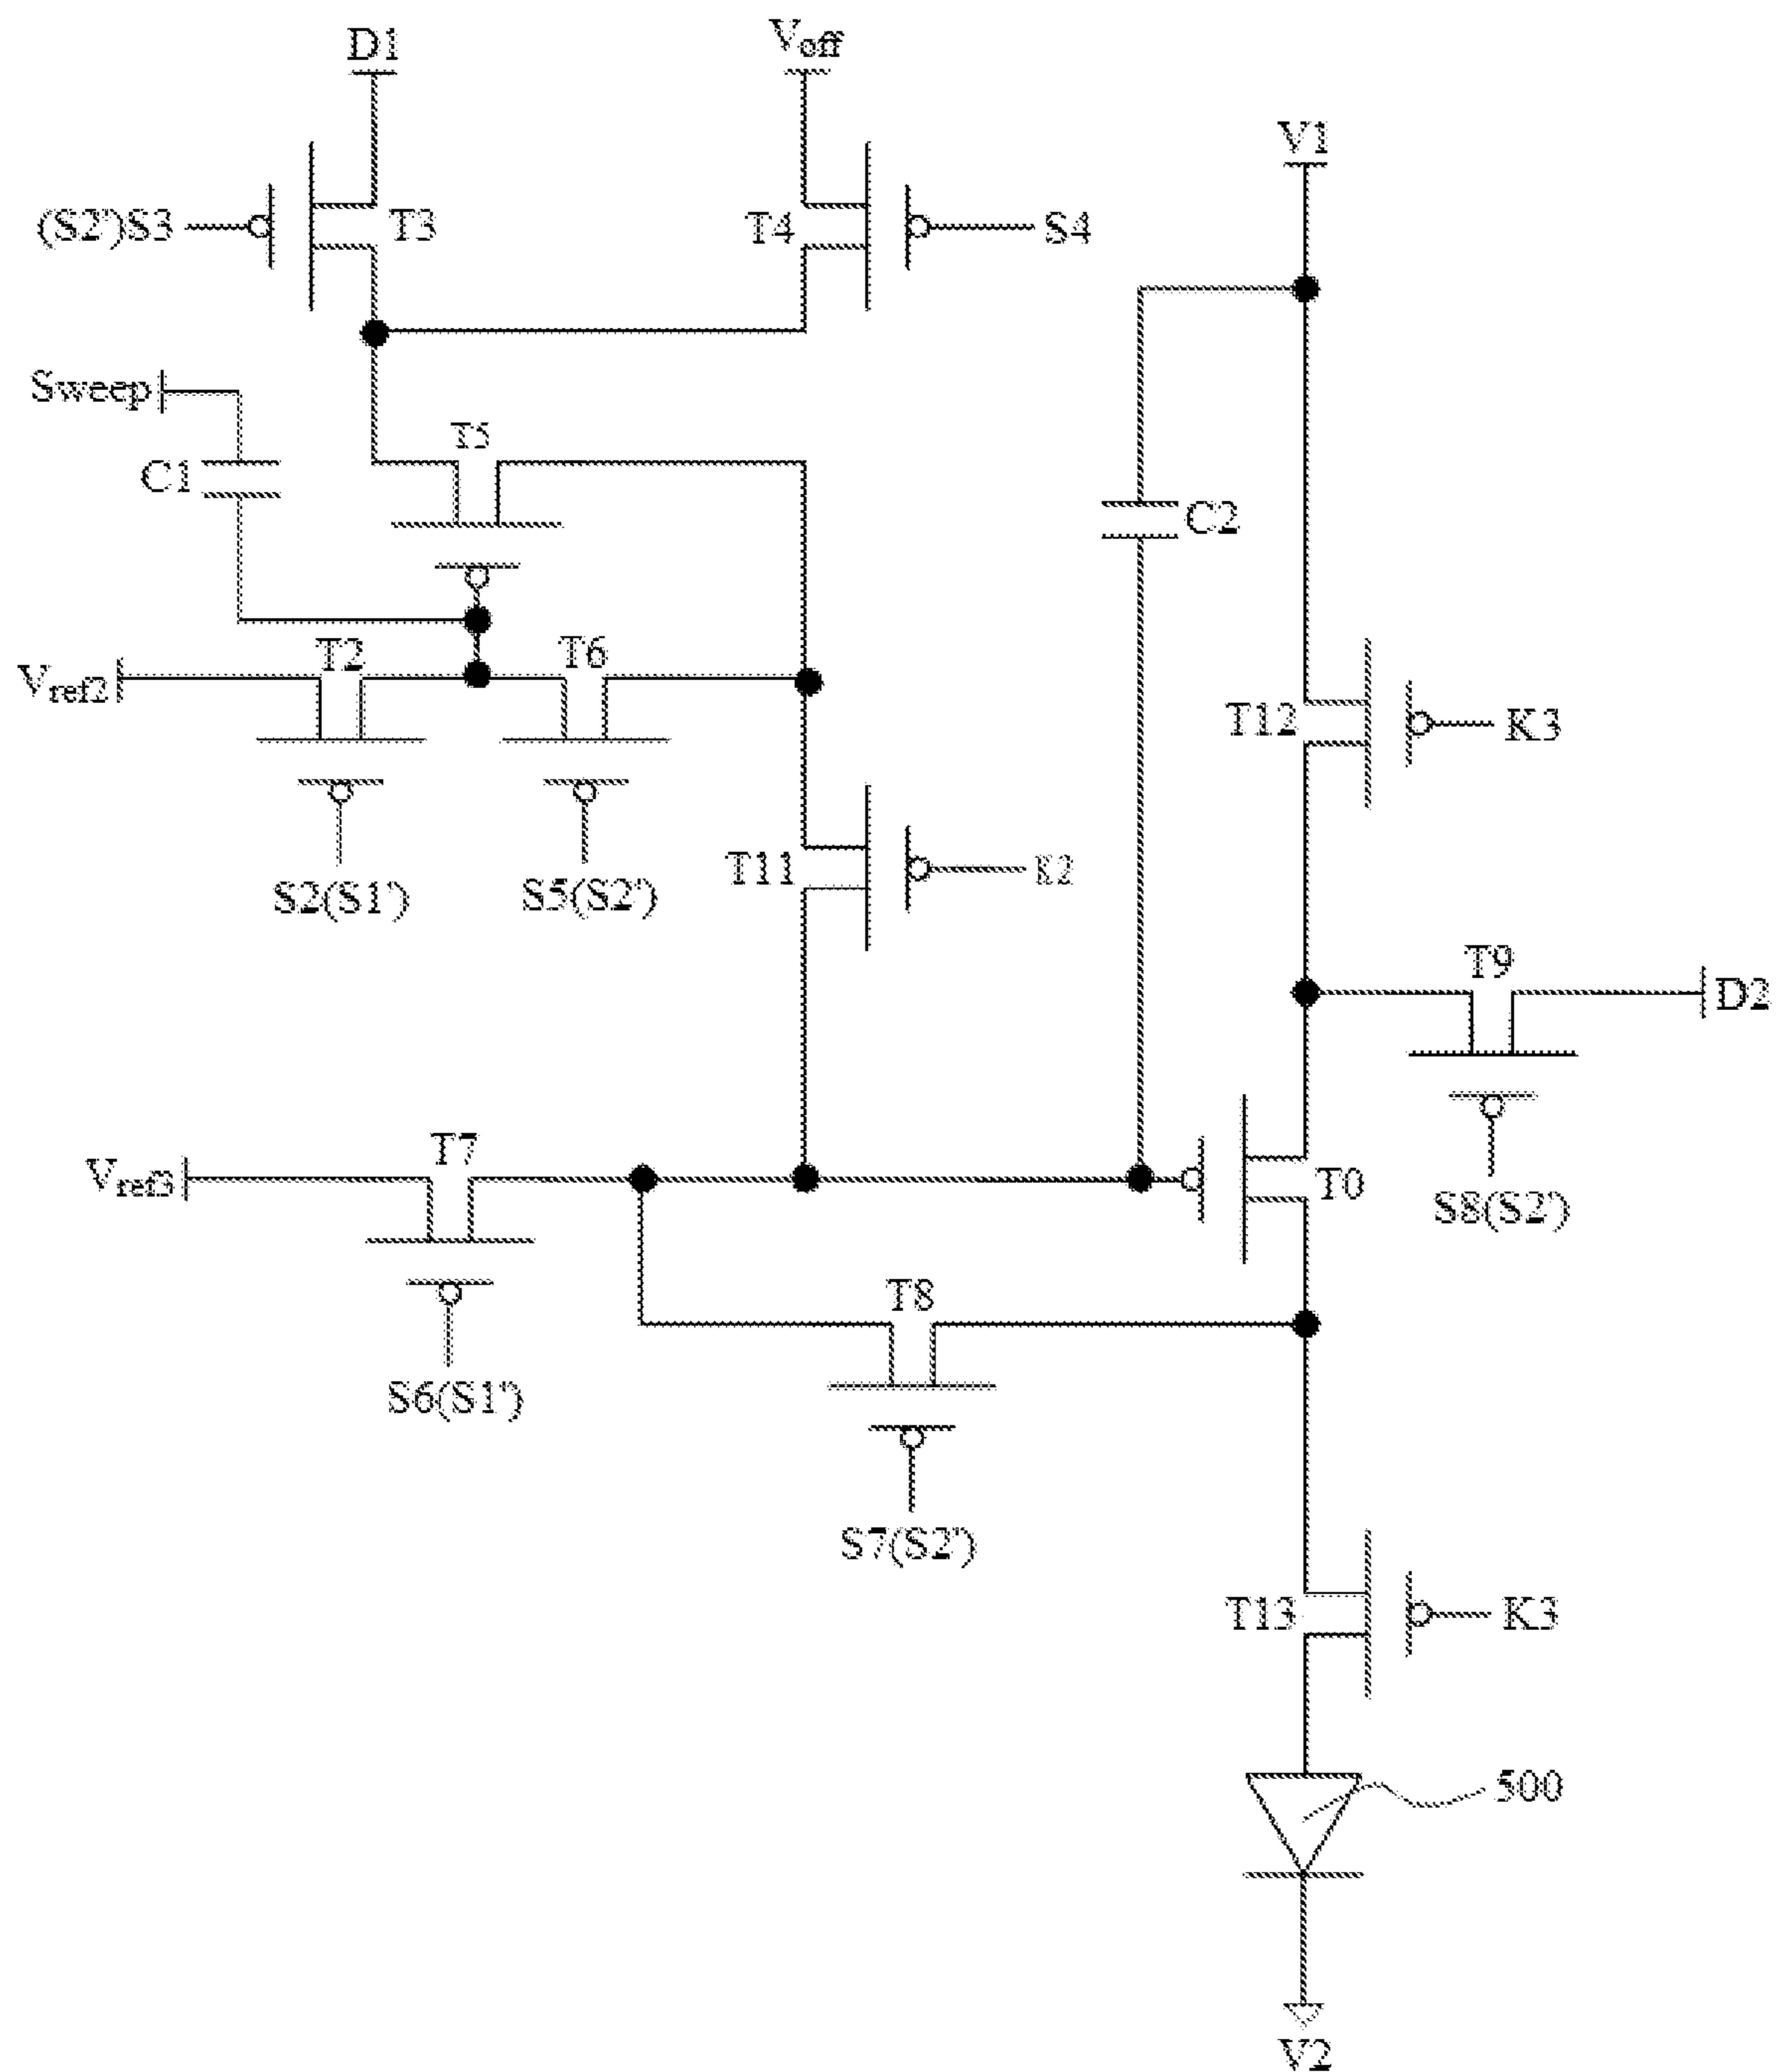 D1
Voff
V1
(S2')S3
T3
T4
S4
Sweep
T5
C1
C2
T2
T6
Vref2
T12
K3
T11
S2(S1')
S5(S2')
T9
D2
T7
Vref3
T0
S8(S2')
T8
S6(S1')
S7(S2')
T13
K3
500
V2